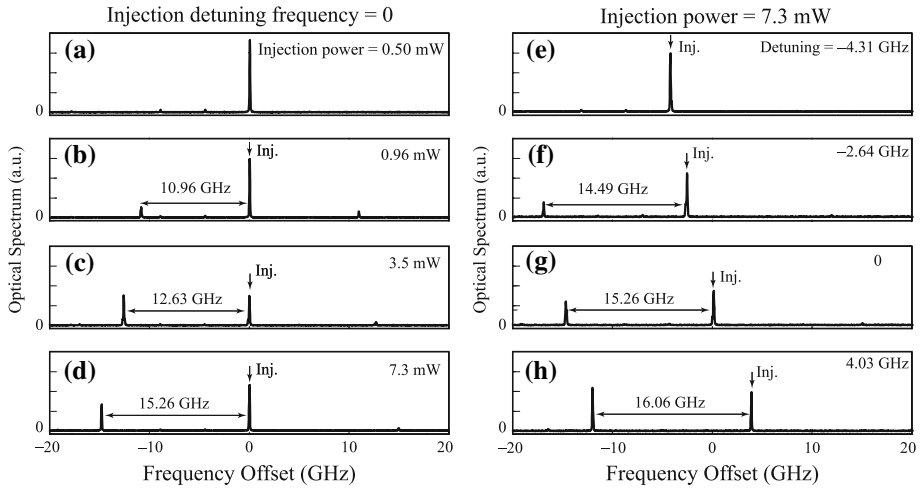 Injection detuning frequency = 0
(a)
Injection power = 0.50 mW
0
(b)
Inj.
0.96 mW
10.96 GHz
0
(c)
Inj.
3.5 mW
12.63 GHz
0
(d)
Inj.
7.3 mW
15.26 GHz
0
−20 −10 0 10 20
Frequency Offset (GHz)
Optical Spectrum (a.u.)
Injection power = 7.3 mW
(e)
Inj.
Detuning = −4.31 GHz
0
(f)
Inj.
−2.64 GHz
14.49 GHz
0
(g)
Inj.
0
15.26 GHz
0
(h)
Inj.
4.03 GHz
16.06 GHz
0
−20 −10 0 10 20
Frequency Offset (GHz)
Optical Spectrum (a.u.)